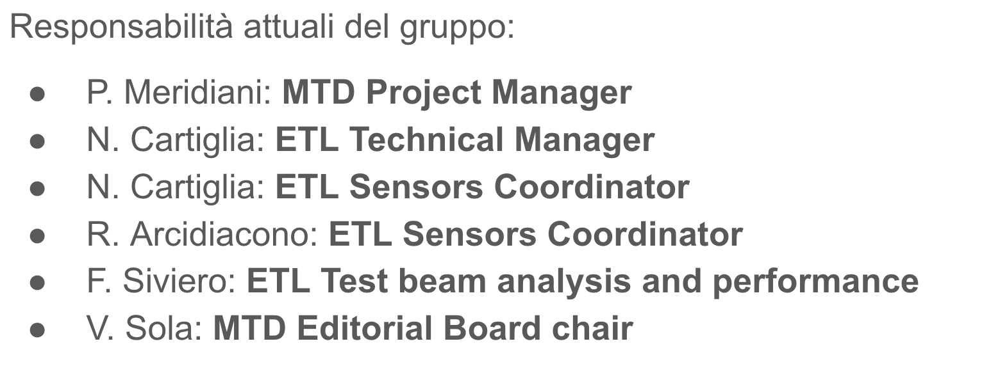 Responsabilità attuali del gruppo:
● P. Meridiani: MTD Project Manager
● N. Cartiglia: ETL Technical Manager
● N. Cartiglia: ETL Sensors Coordinator
● R. Arcidiacono: ETL Sensors Coordinator
● F. Siviero: ETL Test beam analysis and performance
● V. Sola: MTD Editorial Board chair